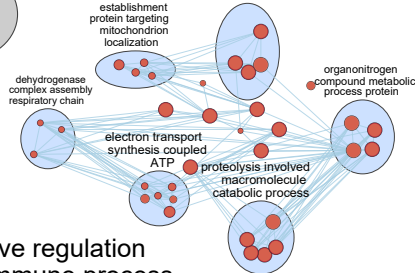 establishment
protein targeting
mitochondrion
localization
dehydrogenase
complex assembly
respiratory chain
organonitrogen
compound metabolic
process protein
electron transport
synthesis coupled
ATP
proteolysis involved
macromolecule
catabolic process
ve regulation
process